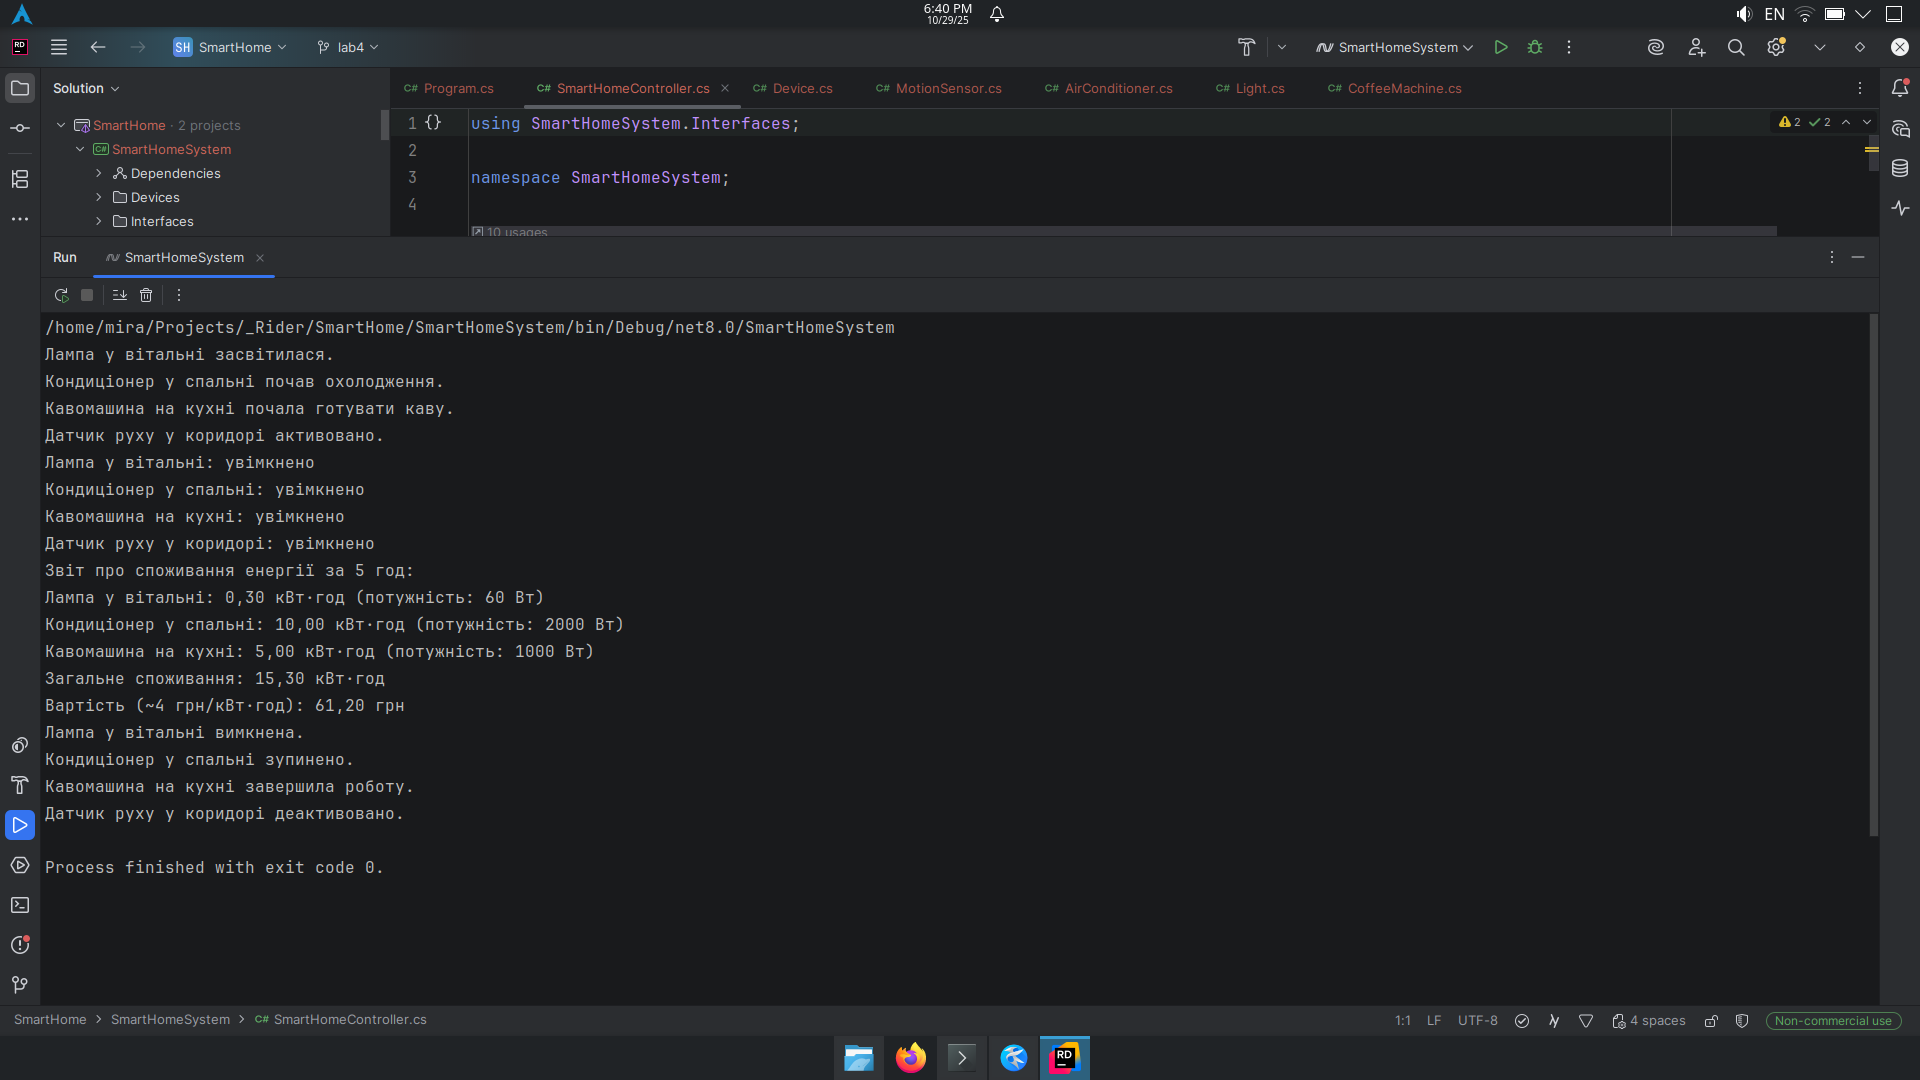 6:40 PM
10/29/25
EN
RD
SH SmartHome
lab4
SmartHomeSystem
Solution
C# Program.cs
C# SmartHomeController.cs
C# Device.cs
C# MotionSensor.cs
C# AirConditioner.cs
C# Light.cs
C# CoffeeMachine.cs
SmartHome · 2 projects
C# SmartHomeSystem
Dependencies
Devices
Interfaces
1 {} using SmartHomeSystem.Interfaces;
2
3 namespace SmartHomeSystem;
4
10 usages
2 2
Run
SmartHomeSystem
/home/mira/Projects/_Rider/SmartHome/SmartHomeSystem/bin/Debug/net8.0/SmartHomeSystem
Лампа у вітальні засвітилася.
Кондиціонер у спальні почав охолодження.
Кавомашина на кухні почала готувати каву.
Датчик руху у коридорі активовано.
Лампа у вітальні: увімкнено
Кондиціонер у спальні: увімкнено
Кавомашина на кухні: увімкнено
Датчик руху у коридорі: увімкнено
Звіт про споживання енергії за 5 год:
Лампа у вітальні: 0,30 кВт·год (потужність: 60 Вт)
Кондиціонер у спальні: 10,00 кВт·год (потужність: 2000 Вт)
Кавомашина на кухні: 5,00 кВт·год (потужність: 1000 Вт)
Загальне споживання: 15,30 кВт·год
Вартість (~4 грн/кВт·год): 61,20 грн
Лампа у вітальні вимкнена.
Кондиціонер у спальні зупинено.
Кавомашина на кухні завершила роботу.
Датчик руху у коридорі деактивовано.
Process finished with exit code 0.
SmartHome > SmartHomeSystem > C# SmartHomeController.cs
1:1
LF
UTF-8
4 spaces
Non-commercial use
RD